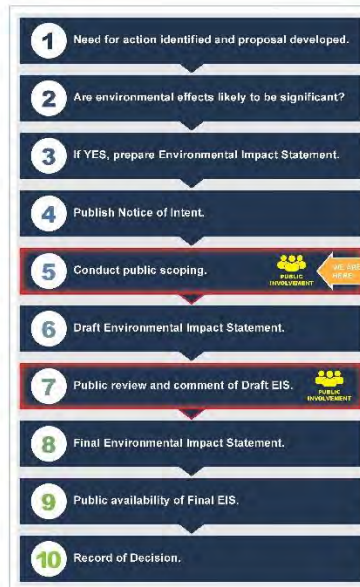 1 Need for action identified and proposal developed.
2 Are environmental effects likely to be significant?
3 If YES, prepare Environmental Impact Statement.
4 Publish Notice of Intent.
5 Conduct public scoping.
PUBLIC
INVOLVEMENT
WE ARE
HERE
6 Draft Environmental Impact Statement.
7 Public review and comment of Draft EIS.
PUBLIC
INVOLVEMENT
8 Final Environmental Impact Statement.
9 Public availability of Final EIS.
10 Record of Decision.